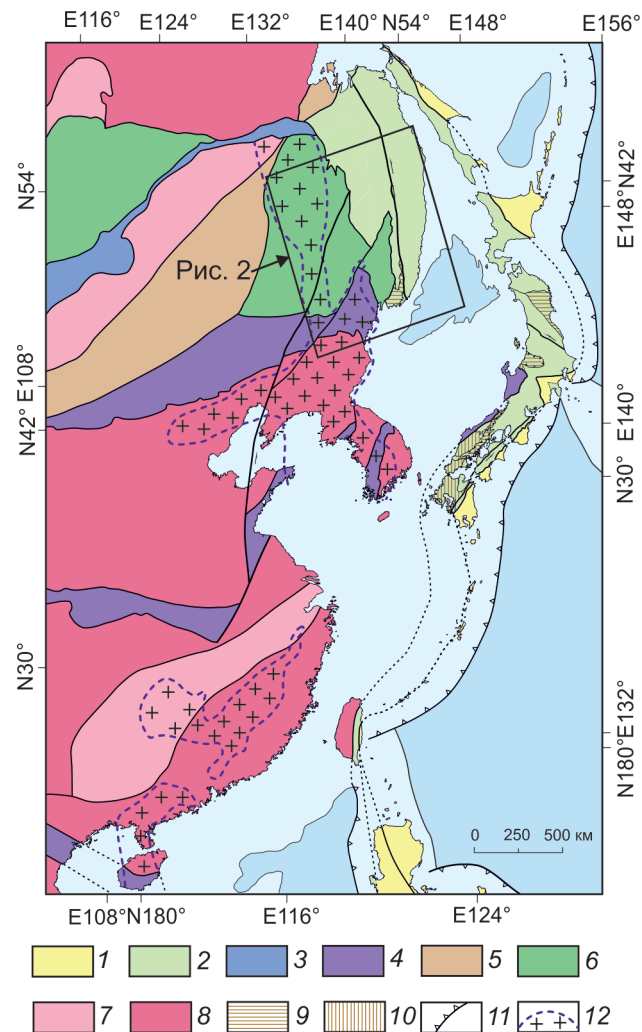 E116° E124° E132° E140° N54° E148° E156°
N54°
N42°
E148°
Рис. 2
E108°
N42°
E140°
N30°
N30°
E132°
N180°
0 250 500 км
E108° N180° E116° E124°
1 2 3 4 5 6
7 8 9 10 11 12